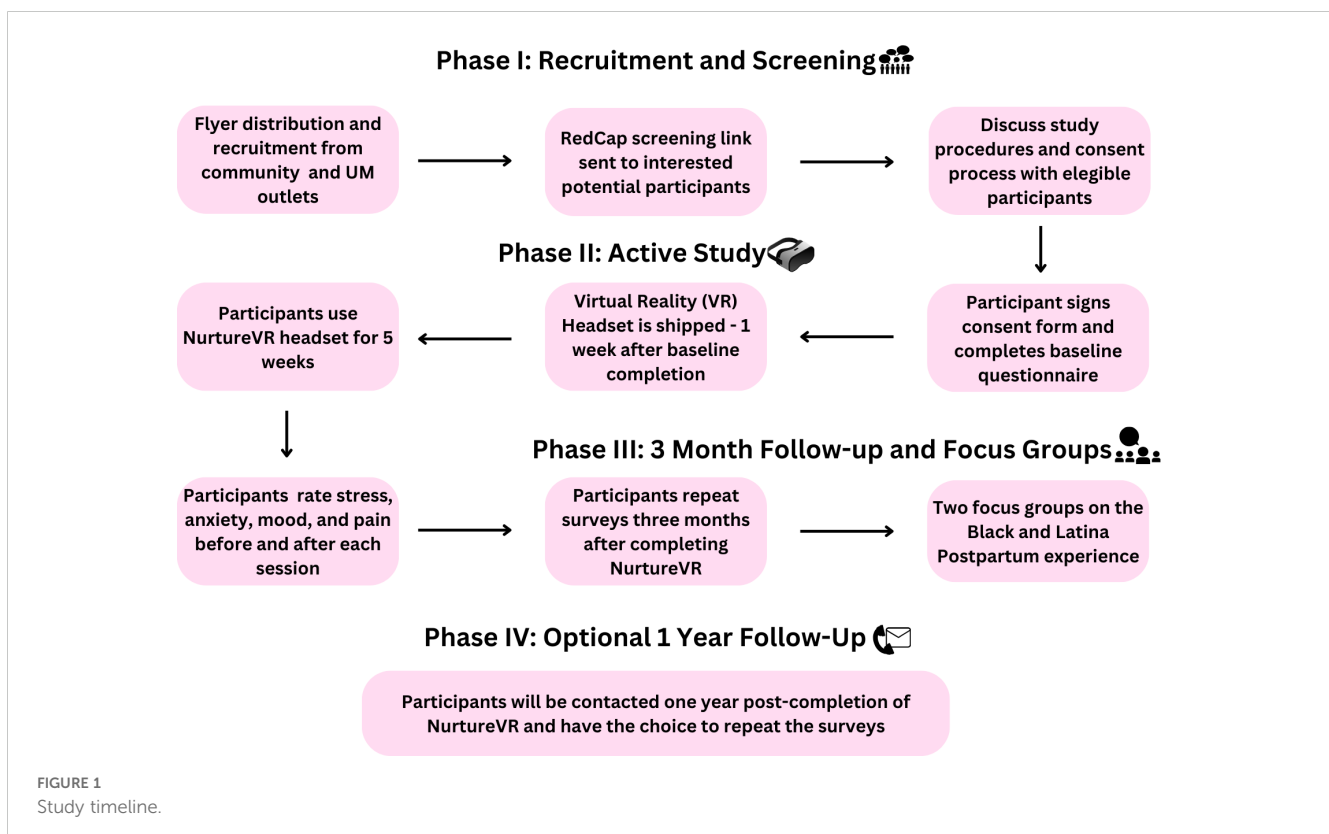 Phase I: Recruitment and Screening
Flyer distribution and
recruitment from
community and UM
outlets
RedCap screening link
sent to interested
potential participants
Discuss study
procedures and consent
process with elegible
participants
Phase II: Active Study
Participant signs
consent form and
completes baseline
questionnaire
Virtual Reality (VR)
Headset is shipped - 1
week after baseline
completion
Participants use
NurtureVR headset for 5
weeks
Phase III: 3 Month Follow-up and Focus Groups
Participants rate stress,
anxiety, mood, and pain
before and after each
session
Participants repeat
surveys three months
after completing
NurtureVR
Two focus groups on the
Black and Latina
Postpartum experience
Phase IV: Optional 1 Year Follow-Up
Participants will be contacted one year post-completion of
NurtureVR and have the choice to repeat the surveys
FIGURE 1
Study timeline.